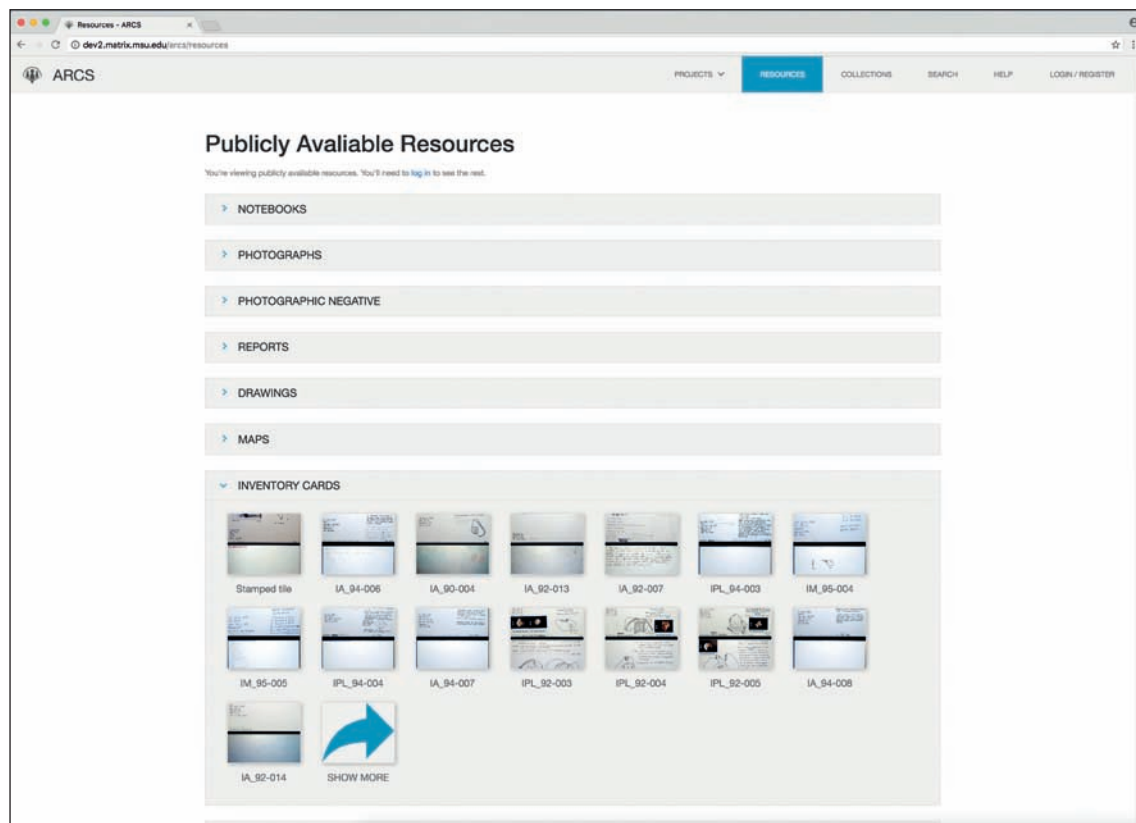 Resources - ARCS
dev2.matrix.msu.edu/arcs/resources
ARCS
PROJECTS RESOURCES COLLECTIONS SEARCH HELP LOGIN / REGISTER
Publicly Avaliable Resources
You're viewing publicly available resources. You'll need to log in to see the rest.
NOTEBOOKS
PHOTOGRAPHS
PHOTOGRAPHIC NEGATIVE
REPORTS
DRAWINGS
MAPS
INVENTORY CARDS
Stamped tile IA_94-006 IA_90-004 IA_92-013 IA_92-007 IPL_94-003 IM_95-004
IM_95-005 IPL_94-004 IA_94-007 IPL_92-003 IPL_92-004 IPL_92-005 IA_94-008
IA_92-014 SHOW MORE